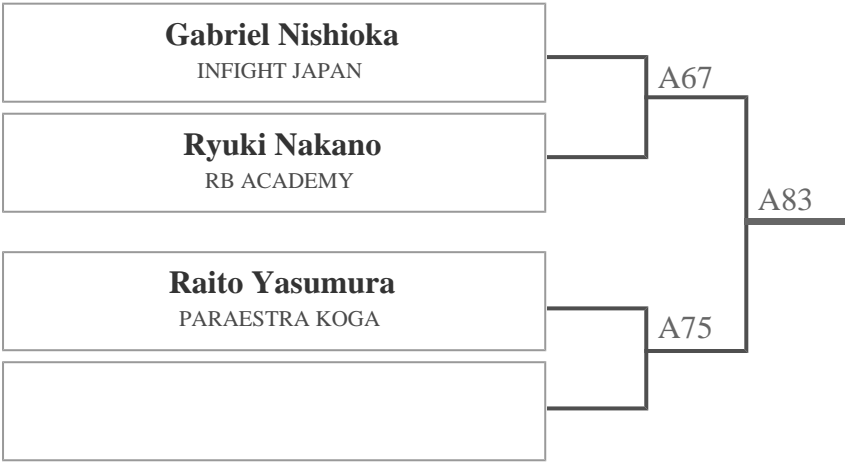 Gabriel Nishioka
INFIGHT JAPAN
A67
Ryuki Nakano
RB ACADEMY
A83
Raito Yasumura
PARAESTRA KOGA
A75